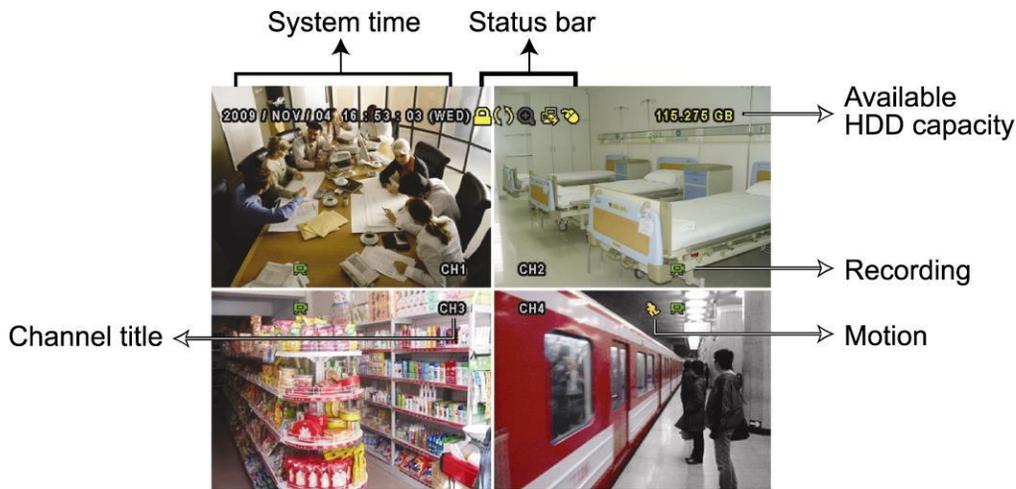 System time
Status bar
2009 / NOV / 04 16 : 53 : 03 (WED)
115.275 GB
Available
HDD capacity
CH1
CH2
Recording
Channel title
CH3
CH4
Motion